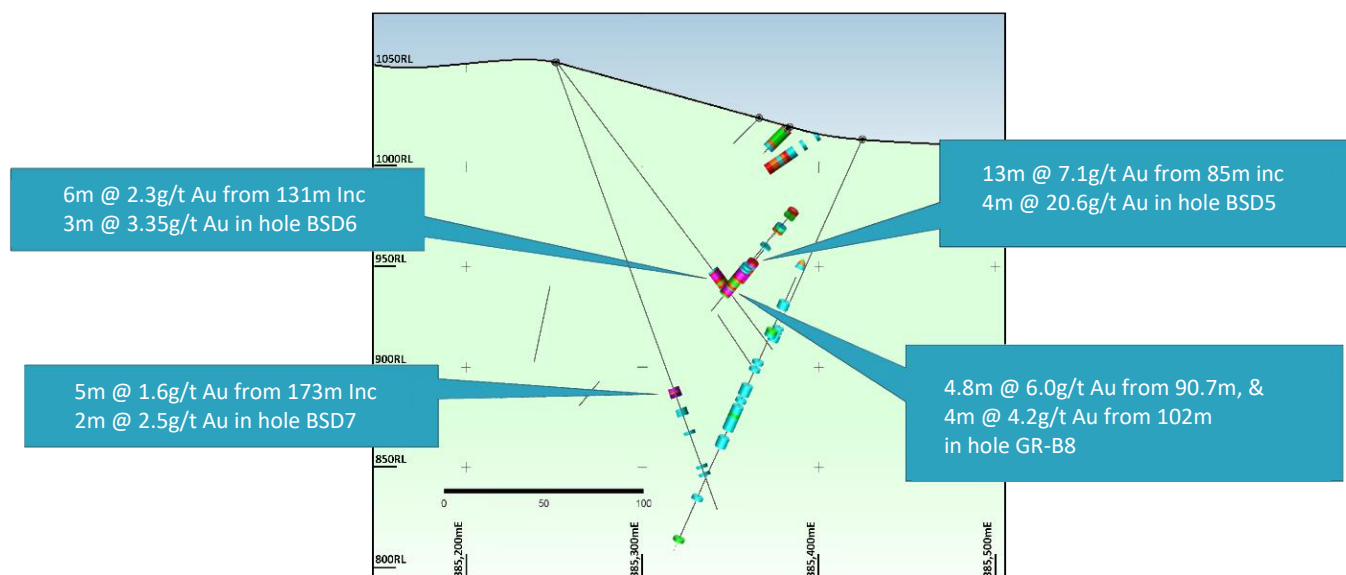 1050RL
1000RL
950RL
900RL
850RL
800RL
6m @ 2.3g/t Au from 131m Inc
3m @ 3.35g/t Au in hole BSD6
13m @ 7.1g/t Au from 85m inc
4m @ 20.6g/t Au in hole BSD5
5m @ 1.6g/t Au from 173m Inc
2m @ 2.5g/t Au in hole BSD7
4.8m @ 6.0g/t Au from 90.7m, &
4m @ 4.2g/t Au from 102m
in hole GR-B8
0 50 100
385,200mE
385,300mE
385,400mE
385,500mE